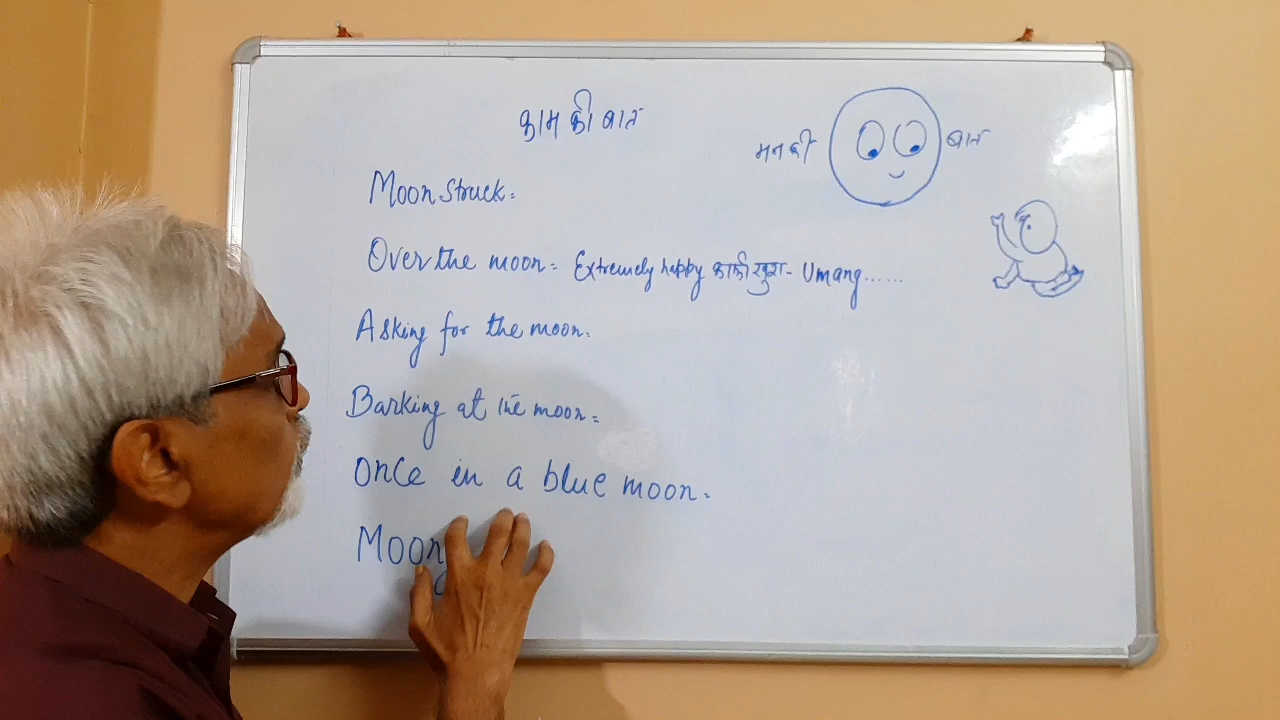 काम की बात
मन की बात
Moon Struck=
Over the moon= Extremely happy काफी खुश- Umang......
Asking for the moon.
Barking at the moon=
Once in a blue moon.
Moon